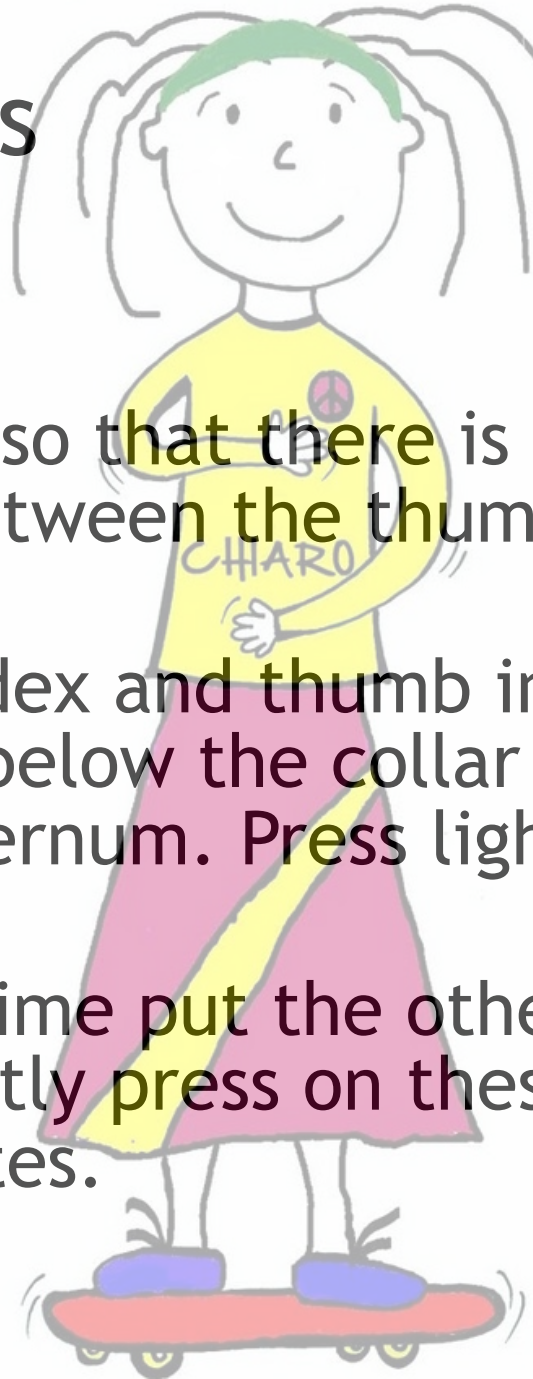 s
so that there is
tween the thum
CHIARO
dex and thumb in
below the collar
ernum. Press ligh
ime put the othe
tly press on thes
tes.